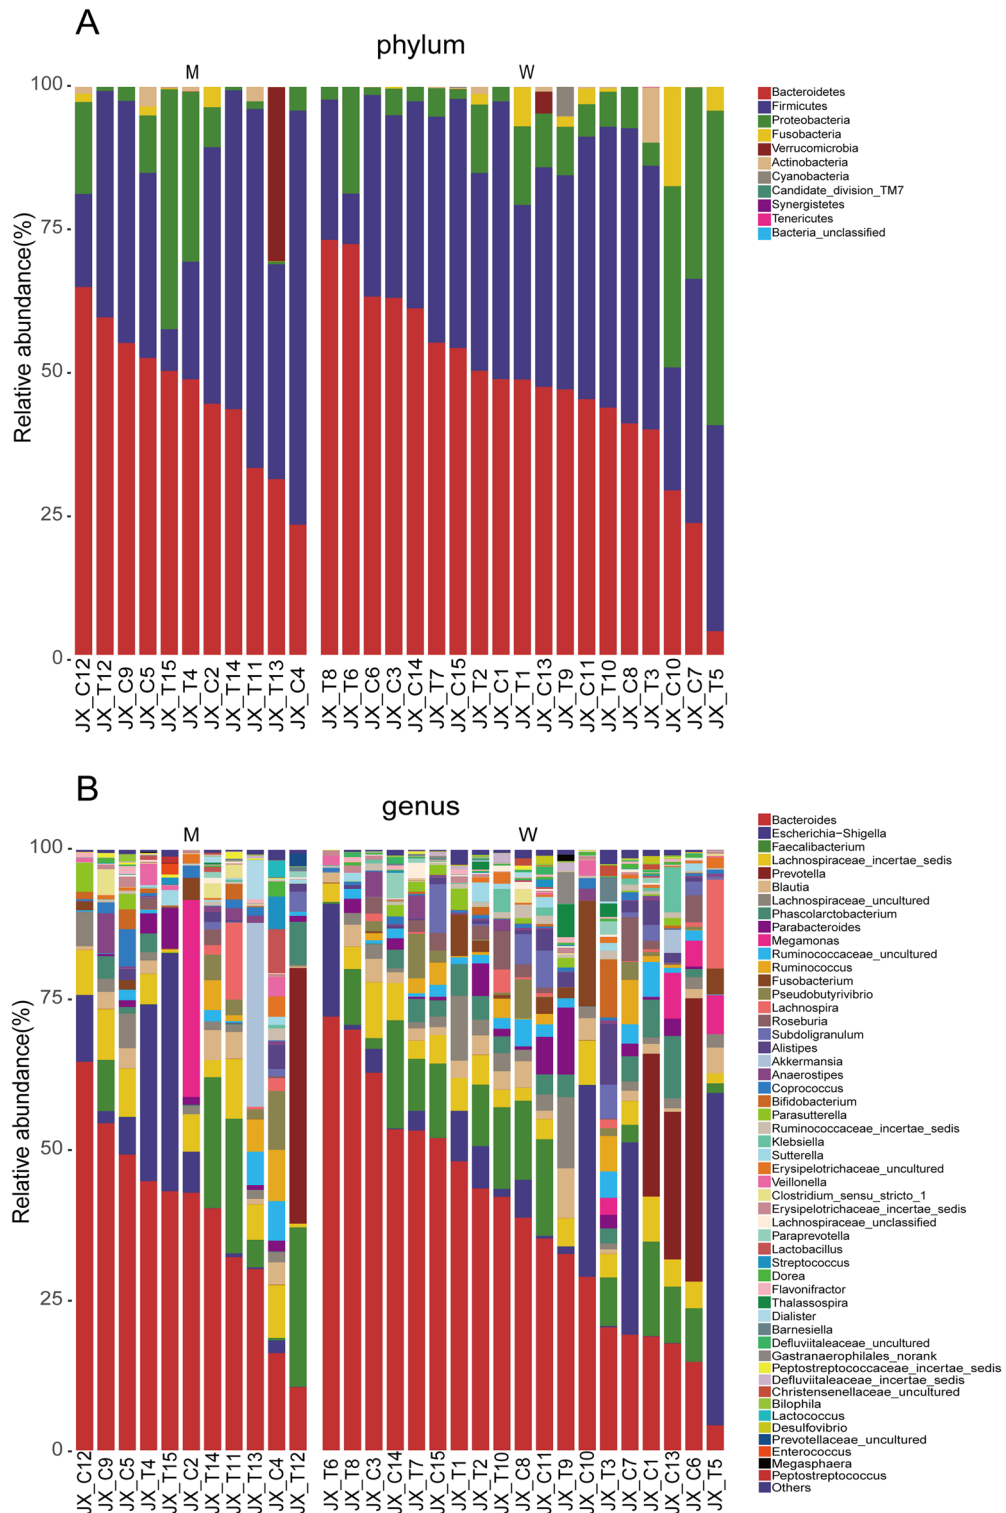 A
phylum
M
W
100
75
50
25
0
Relative abundance(%)
JX_C12
JX_T12
JX_C9
JX_C5
JX_T15
JX_T4
JX_C2
JX_T14
JX_T11
JX_T13
JX_C4
JX_T8
JX_T6
JX_C6
JX_C3
JX_C14
JX_T7
JX_C15
JX_T2
JX_C1
JX_T1
JX_C13
JX_T9
JX_C11
JX_T10
JX_C8
JX_T3
JX_C10
JX_C7
JX_T5
Bacteroidetes
Firmicutes
Proteobacteria
Fusobacteria
Verrucomicrobia
Actinobacteria
Cyanobacteria
Candidate_division_TM7
Synergistetes
Tenericutes
Bacteria_unclassified
B
genus
M
W
100
75
50
25
0
Relative abundance(%)
JX_C12
JX_C9
JX_C5
JX_T4
JX_T15
JX_C2
JX_T14
JX_T11
JX_T13
JX_C4
JX_T12
JX_T6
JX_T8
JX_C3
JX_C14
JX_T7
JX_C15
JX_T1
JX_T2
JX_T10
JX_C8
JX_C11
JX_T9
JX_C10
JX_T3
JX_C7
JX_C1
JX_C13
JX_C6
JX_T5
Bacteroides
Escherichia−Shigella
Faecalibacterium
Lachnospiraceae_incertae_sedis
Prevotella
Blautia
Lachnospiraceae_uncultured
Phascolarctobacterium
Parabacteroides
Megamonas
Ruminococcaceae_uncultured
Ruminococcus
Fusobacterium
Pseudobutyrivibrio
Lachnospira
Roseburia
Subdoligranulum
Alistipes
Akkermansia
Anaerostipes
Coprococcus
Bifidobacterium
Parasutterella
Ruminococcaceae_incertae_sedis
Klebsiella
Sutterella
Erysipelotrichaceae_uncultured
Veillonella
Clostridium_sensu_stricto_1
Erysipelotrichaceae_incertae_sedis
Lachnospiraceae_unclassified
Paraprevotella
Lactobacillus
Streptococcus
Dorea
Flavonifractor
Thalassospira
Dialister
Barnesiella
Defluviitaleaceae_uncultured
Gastranaerophilales_norank
Peptostreptococcaceae_incertae_sedis
Defluviitaleaceae_incertae_sedis
Christensenellaceae_uncultured
Bilophila
Lactococcus
Desulfovibrio
Prevotellaceae_uncultured
Enterococcus
Megasphaera
Peptostreptococcus
Others